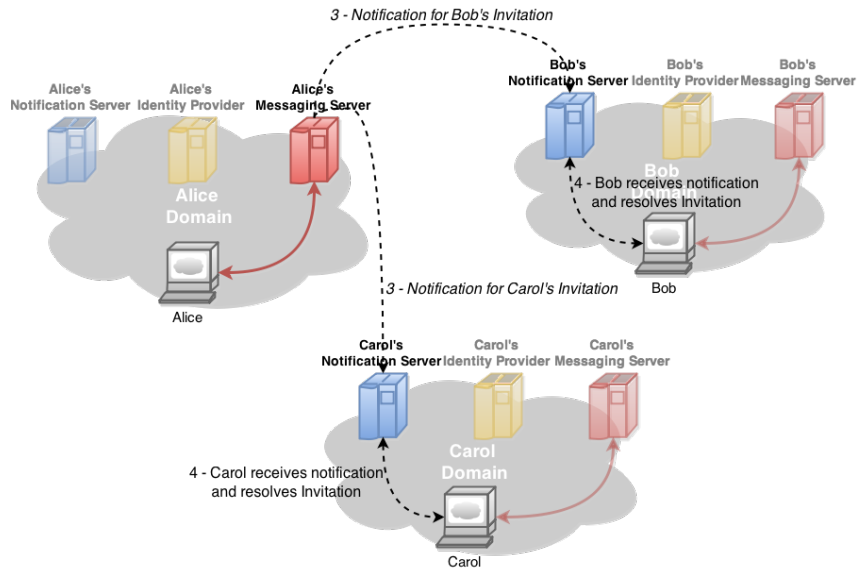 3 - Notification for Bob's Invitation
Alice's
Notification Server
Alice's
Identity Provider
Alice's
Messaging Server
Alice
Domain
Alice
Bob's
Notification Server
Bob's
Identity Provider
Bob's
Messaging Server
Bob
Domain
4 - Bob receives notification
and resolves Invitation
Bob
3 - Notification for Carol's Invitation
Carol's
Notification Server
Carol's
Identity Provider
Carol's
Messaging Server
Carol
Domain
4 - Carol receives notification
and resolves Invitation
Carol